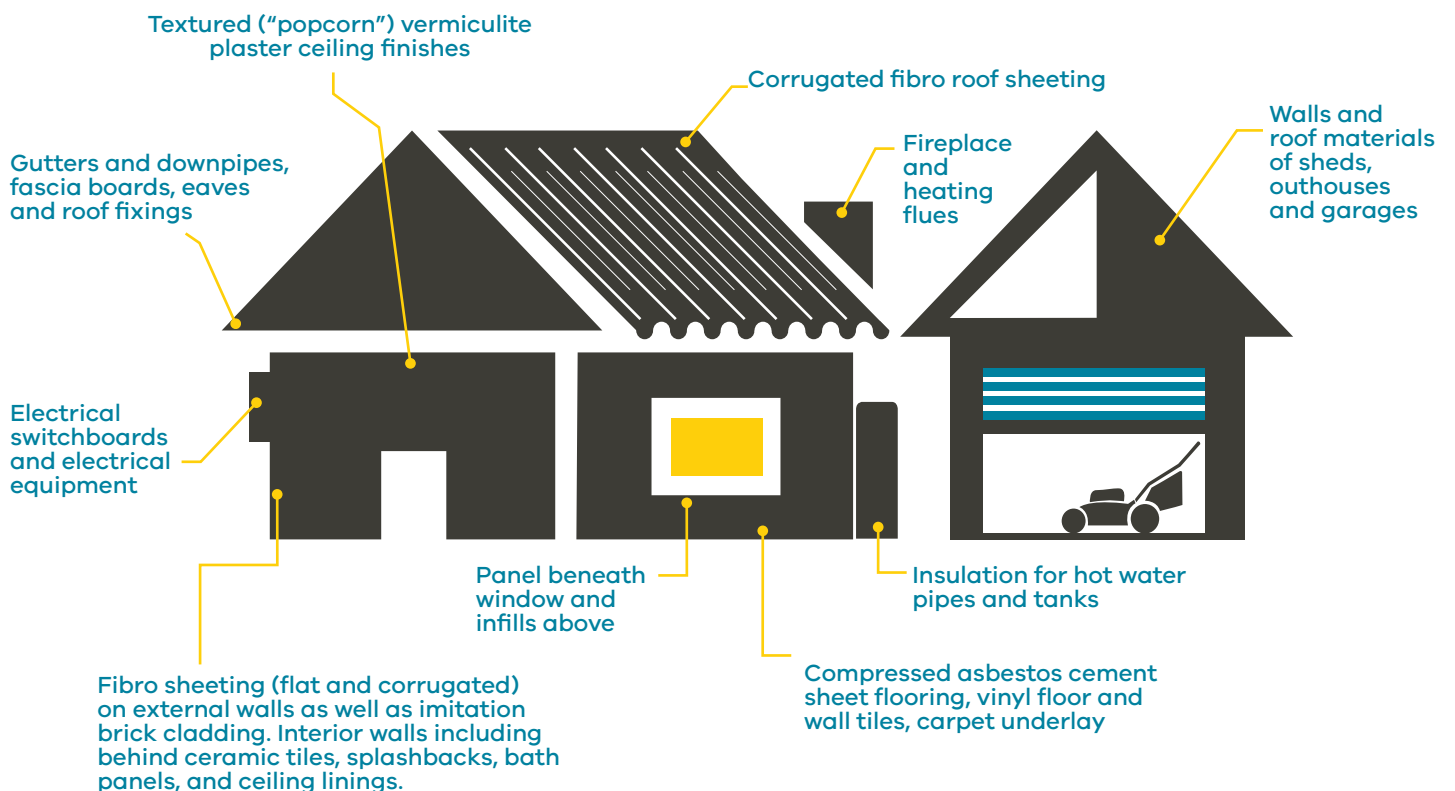 Textured (“popcorn”) vermiculite
plaster ceiling finishes
Corrugated fibro roof sheeting
Walls and
roof materials
of sheds,
outhouses
and garages
Fireplace
and
heating
flues
Gutters and downpipes,
fascia boards, eaves
and roof fixings
Electrical
switchboards
and electrical
equipment
Panel beneath
window and
infills above
Insulation for hot water
pipes and tanks
Compressed asbestos cement
sheet flooring, vinyl floor and
wall tiles, carpet underlay
Fibro sheeting (flat and corrugated)
on external walls as well as imitation
brick cladding. Interior walls including
behind ceramic tiles, splashbacks, bath
panels, and ceiling linings.